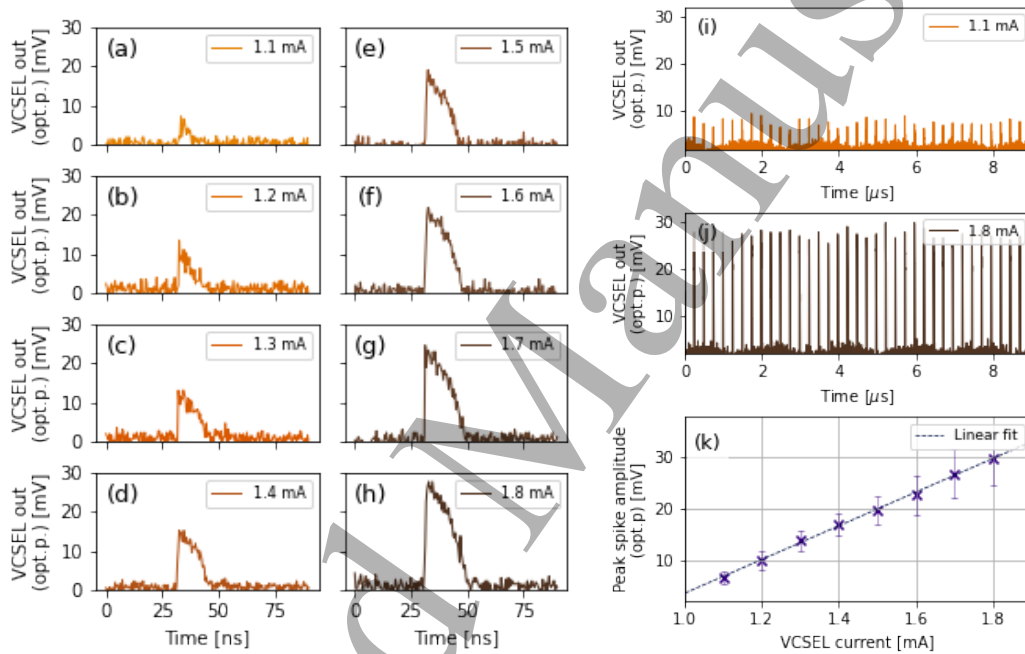 (a)
1.1 mA
VCSEL out
(opt.p.) [mV]
0
10
20
30
(b)
1.2 mA
VCSEL out
(opt.p.) [mV]
0
10
20
30
(c)
1.3 mA
VCSEL out
(opt.p.) [mV]
0
10
20
30
(d)
1.4 mA
VCSEL out
(opt.p.) [mV]
0
10
20
30
0
25
50
75
Time [ns]
(e)
1.5 mA
(f)
1.6 mA
(g)
1.7 mA
(h)
1.8 mA
0
25
50
75
Time [ns]
(i)
1.1 mA
VCSEL out
(opt.p.) [mV]
10
20
30
0
2
4
6
8
Time [μs]
(j)
1.8 mA
VCSEL out
(opt.p.) [mV]
10
20
30
0
2
4
6
8
Time [μs]
(k)
Linear fit
Peak spike amplitude
(opt.p) [mV]
10
20
30
1.0
1.2
1.4
1.6
1.8
VCSEL current [mA]
d Manus